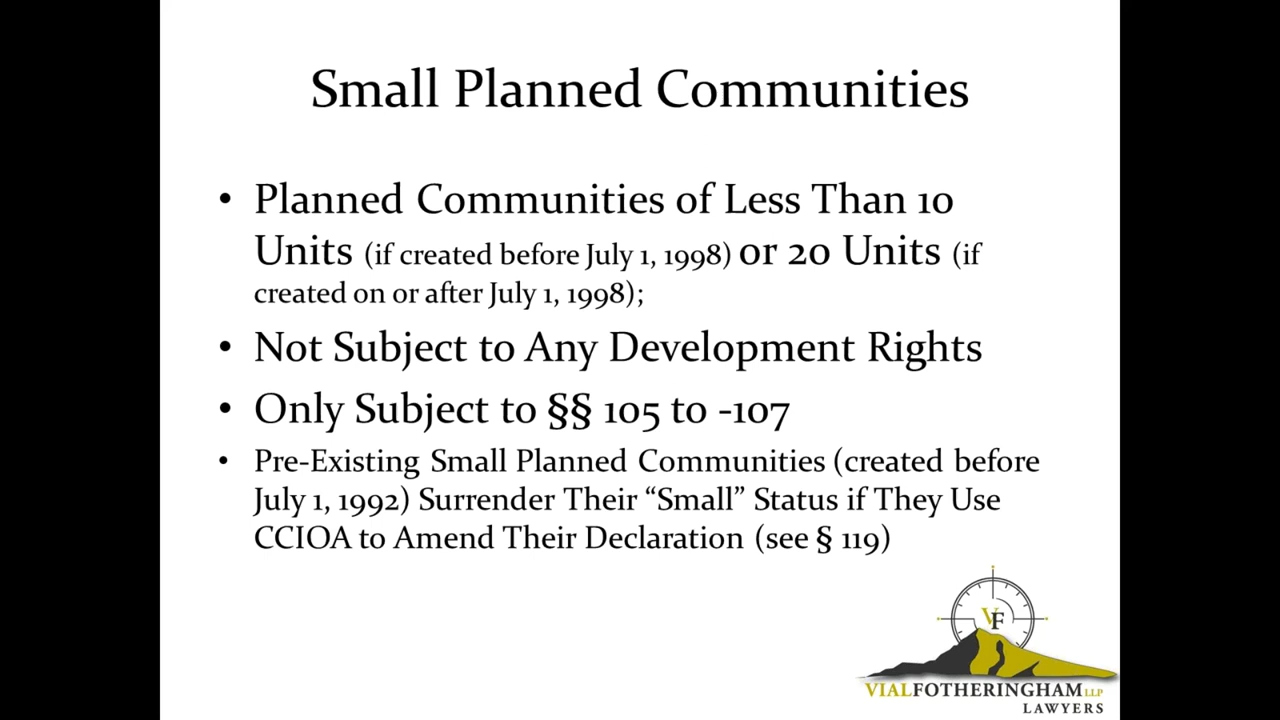 Small Planned Communities
• Planned Communities of Less Than 10
Units (if created before July 1, 1998) or 20 Units (if
created on or after July 1, 1998);
• Not Subject to Any Development Rights
• Only Subject to §§ 105 to -107
• Pre-Existing Small Planned Communities (created before
July 1, 1992) Surrender Their “Small” Status if They Use
CCIOA to Amend Their Declaration (see § 119)
VF
VIALFOTHERINGHAM LLP
LAWYERS